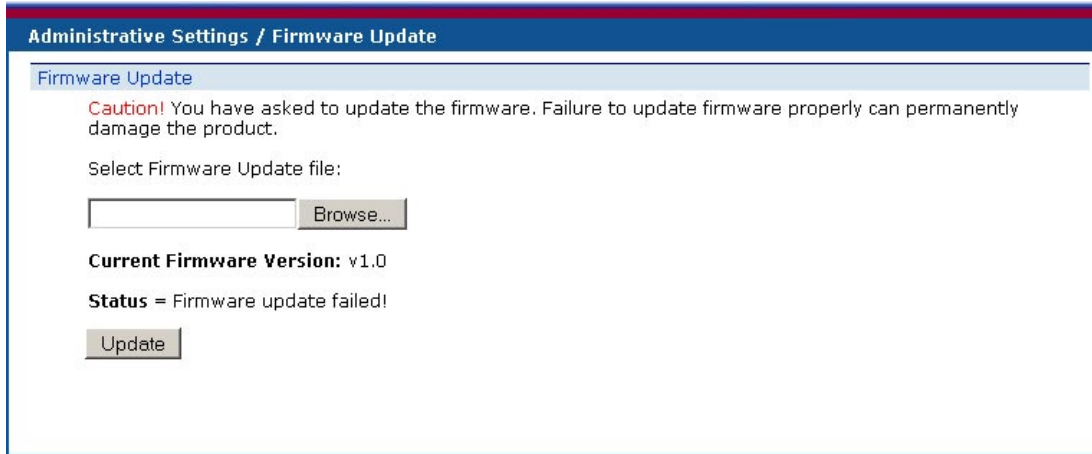 Administrative Settings / Firmware Update
Firmware Update
Caution! You have asked to update the firmware. Failure to update firmware properly can permanently
damage the product.
Select Firmware Update file:
Browse...
Current Firmware Version: v1.0
Status = Firmware update failed!
Update